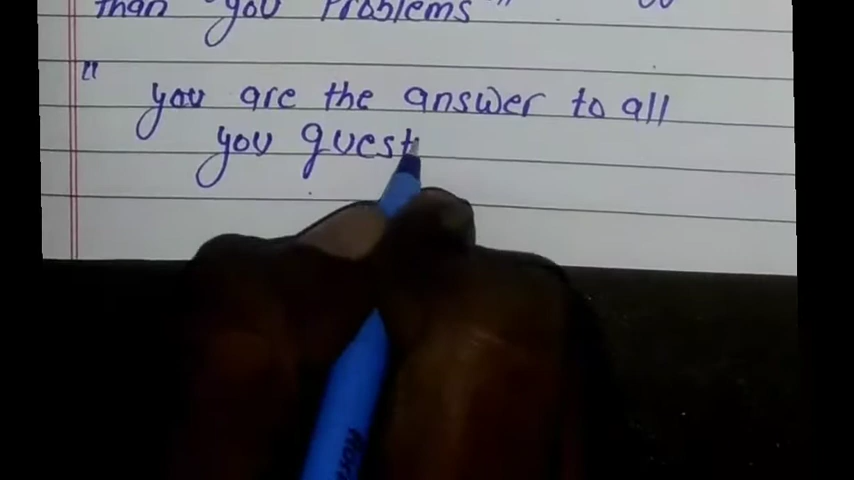 than you Problems "
" you are the answer to all
you quest